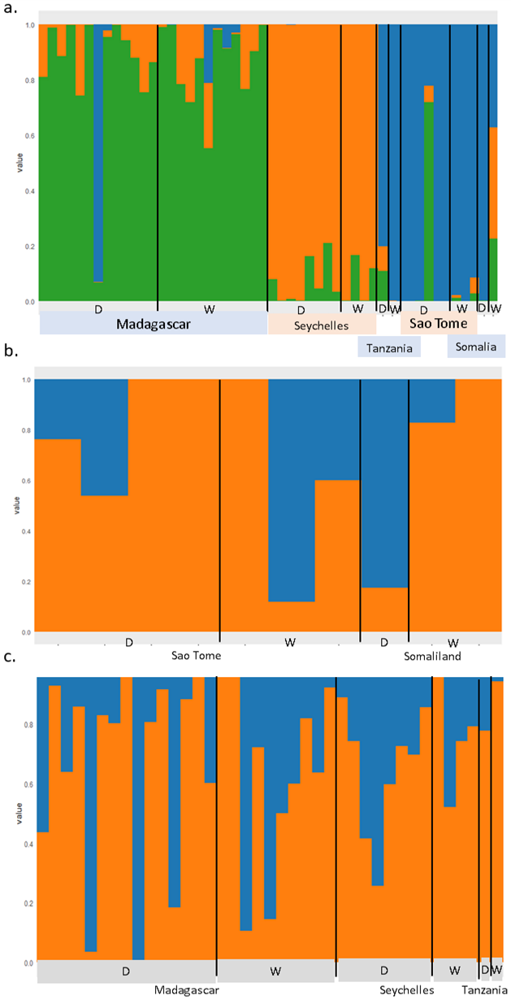 a.
1.0
0.8
0.6
0.4
0.2
0.0
value
D W D W D W D W D W
Madagascar Seychelles Sao Tome
Tanzania Somalia
b.
1.0
0.8
0.6
0.4
0.2
0.0
value
D W D W
Sao Tome Somaliland
c.
0.8
0.6
0.4
0.2
0.0
value
D W D W D W
Madagascar Seychelles Tanzania